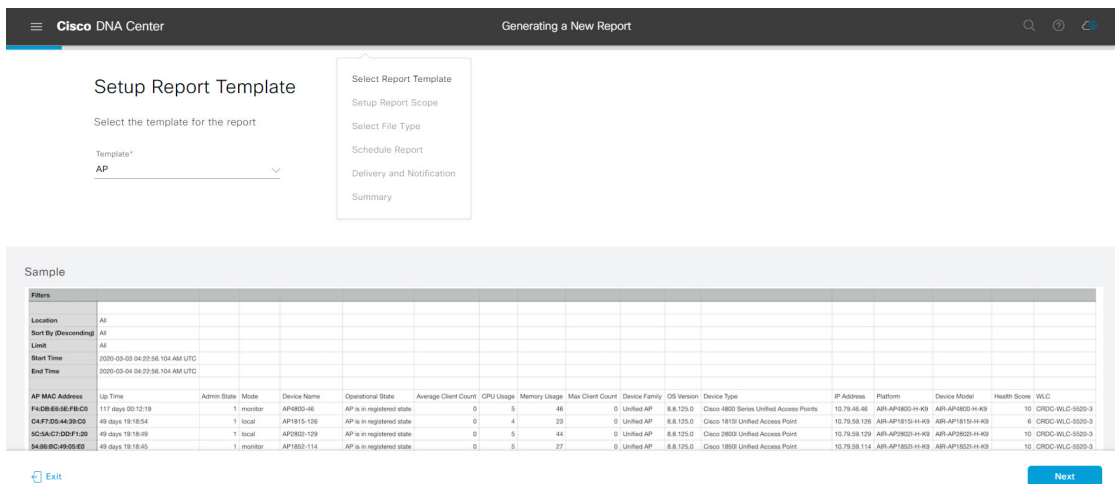 Cisco DNA Center
Generating a New Report
Setup Report Template
Select the template for the report
Template*
AP
Select Report Template
Setup Report Scope
Select File Type
Schedule Report
Delivery and Notification
Summary
Sample
Filters
Location All
Sort By (Descending) All
Limit All
Start Time 2020-03-03 04:22:56.104 AM UTC
End Time 2020-03-04 04:22:56.104 AM UTC
AP MAC Address Up Time Admin State Mode Device Name Operational State Average Client Count CPU Usage Memory Usage Max Client Count Device Family OS Version Device Type IP Address Platform Device Model Health Score WLC
F4:DB:E6:5E:FB:C0 117 days 00:12:19 1 monitor AP4800-46 AP is in registered state 0 5 46 0 Unified AP 8.8.125.0 Cisco 4800 Series Unified Access Points 10.79.46.46 AIR-AP4800-H-K9 AIR-AP4800-H-K9 10 CRDC-WLC-5520-3
C4:F7:D5:44:39:C0 49 days 19:18:54 1 local AP1815-126 AP is in registered state 0 4 23 0 Unified AP 8.8.125.0 Cisco 1815I Unified Access Point 10.79.59.126 AIR-AP1815I-H-K9 AIR-AP1815I-H-K9 6 CRDC-WLC-5520-3
5C:5A:C7:DD:F1:20 49 days 19:18:49 1 local AP2802-129 AP is in registered state 0 5 44 0 Unified AP 8.8.125.0 Cisco 2800I Unified Access Point 10.79.59.129 AIR-AP2802I-H-K9 AIR-AP2802I-H-K9 10 CRDC-WLC-5520-3
54:86:BC:49:05:E0 49 days 19:18:45 1 monitor AP1852-114 AP is in registered state 0 5 27 0 Unified AP 8.8.125.0 Cisco 1850I Unified Access Point 10.79.59.114 AIR-AP1852I-H-K9 AIR-AP1852I-H-K9 10 CRDC-WLC-5520-3
Exit
Next